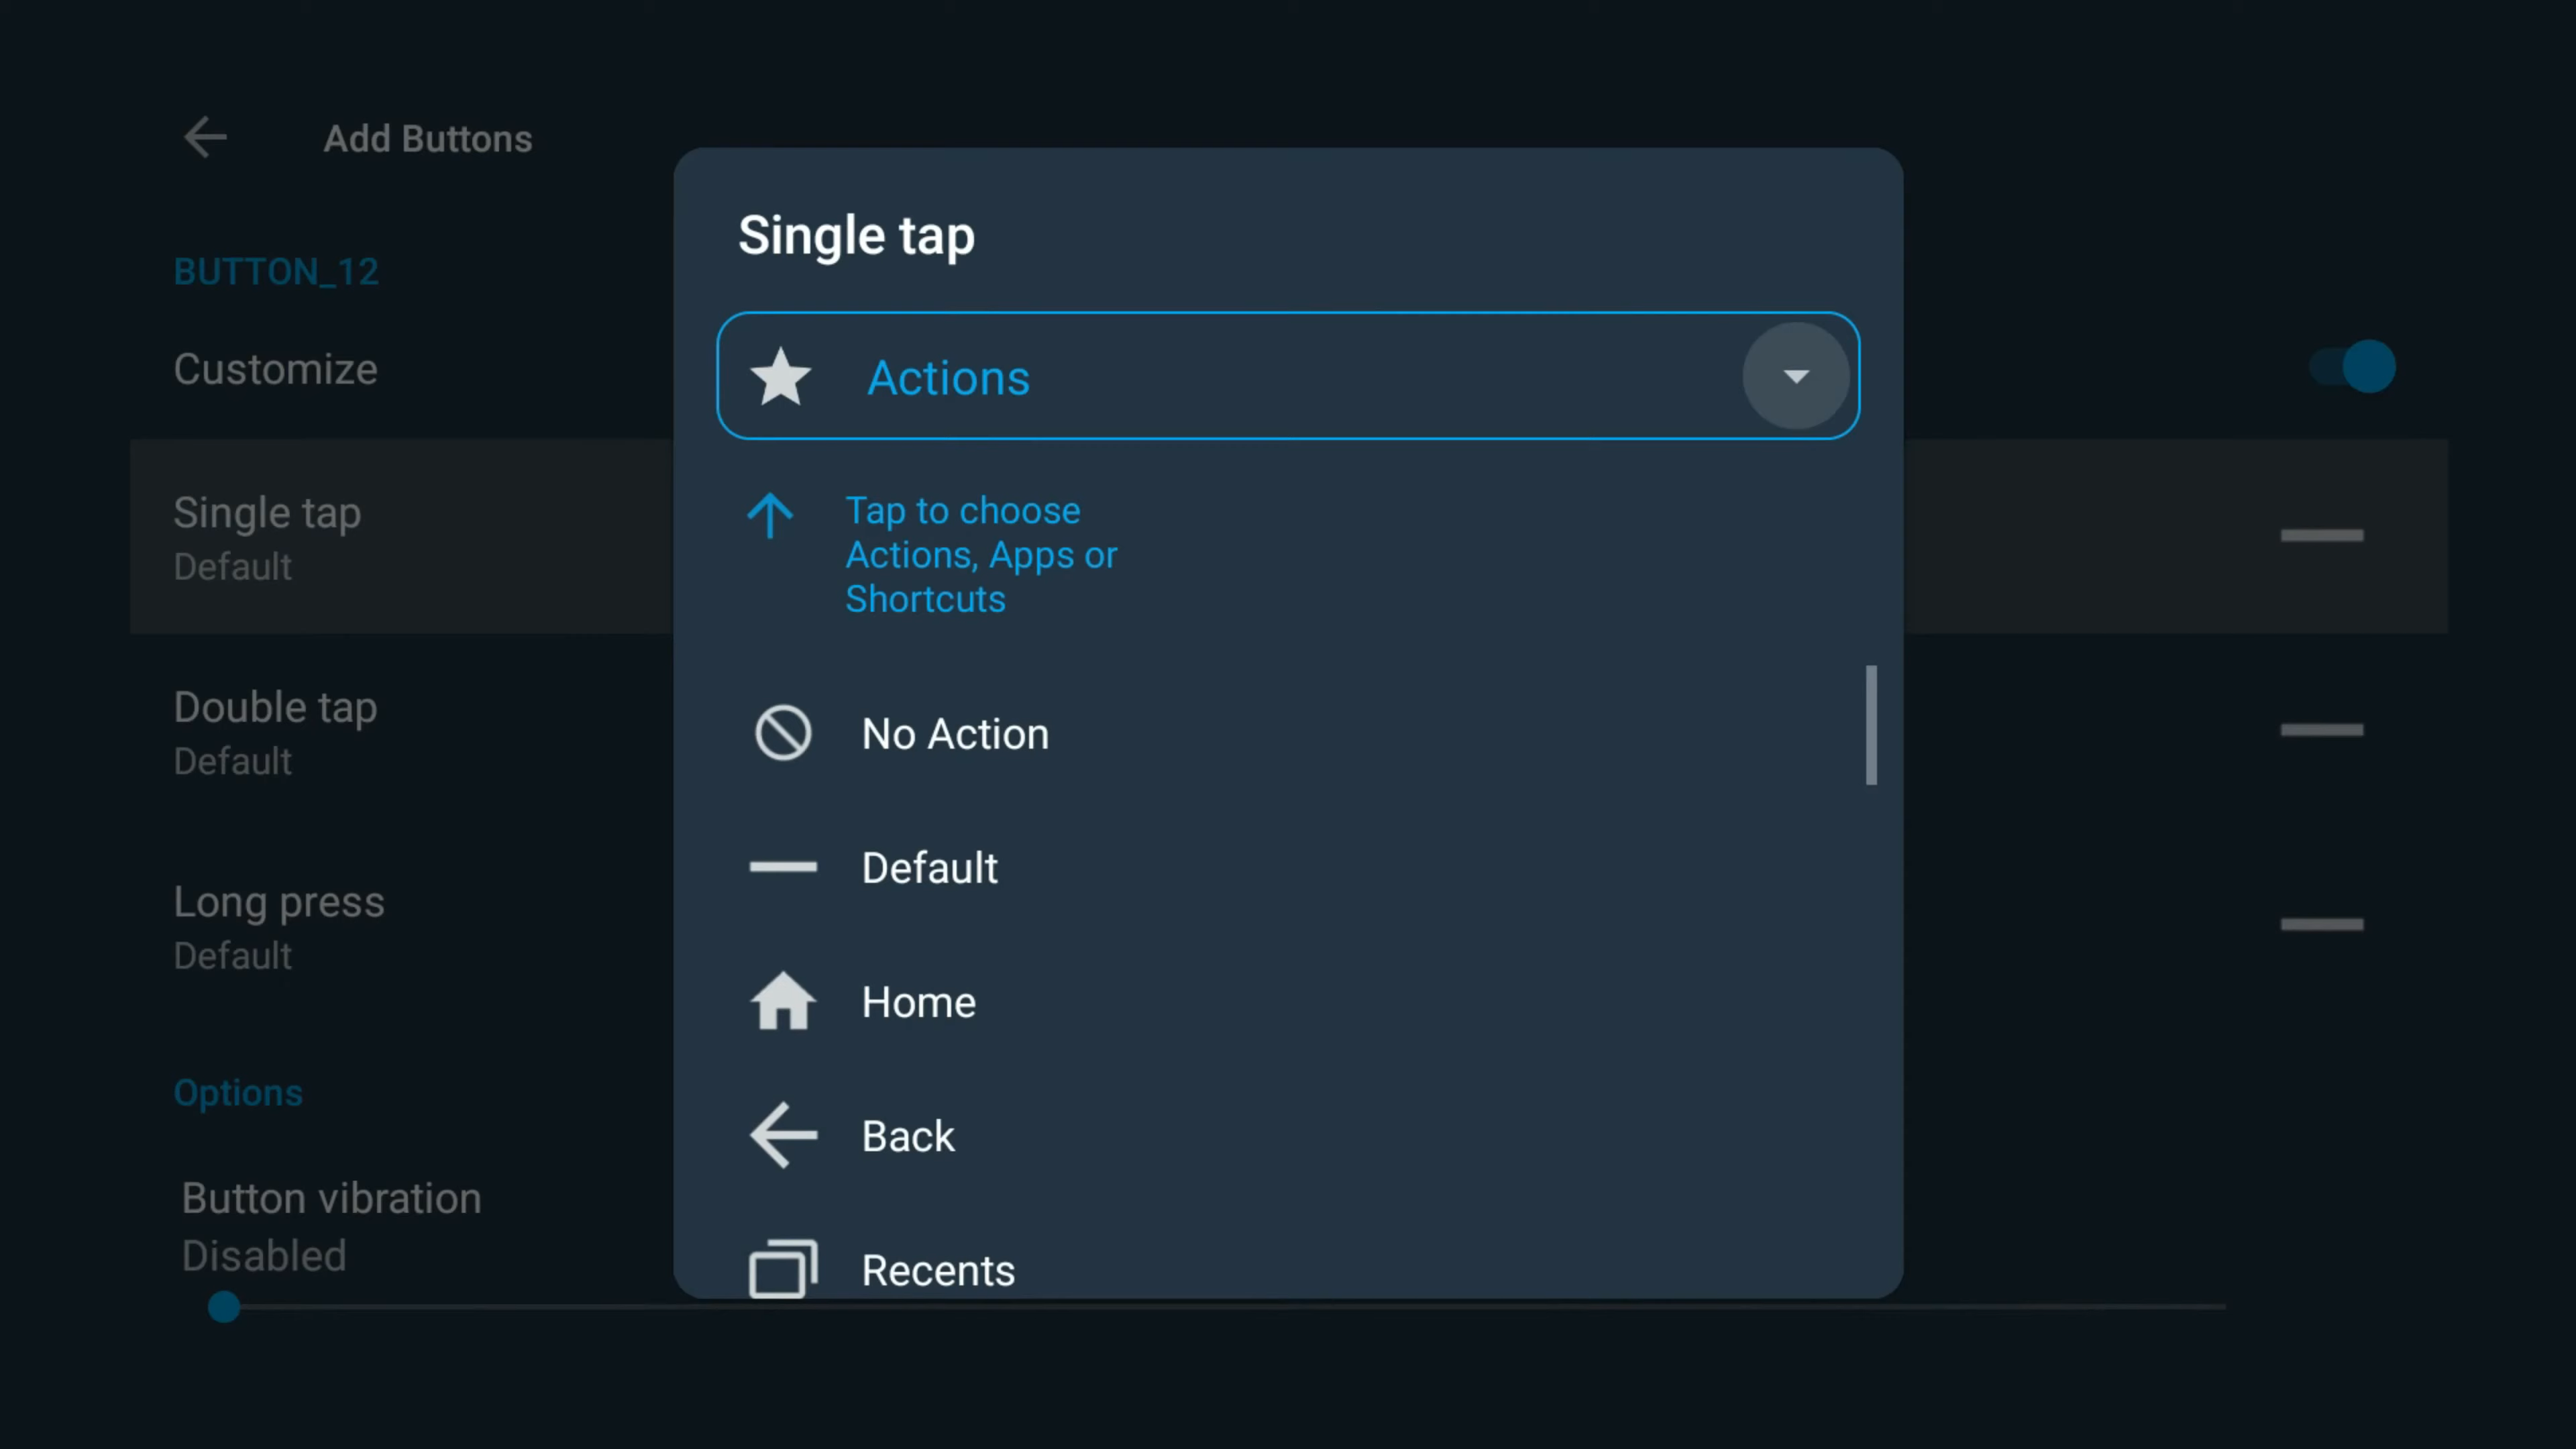 Add Buttons
BUTTON_12
Customize
Single tap
Default
Double tap
Default
Long press
Default
Options
Button vibration
Disabled
Single tap
Actions
Tap to choose
Actions, Apps or
Shortcuts
No Action
Default
Home
Back
Recents